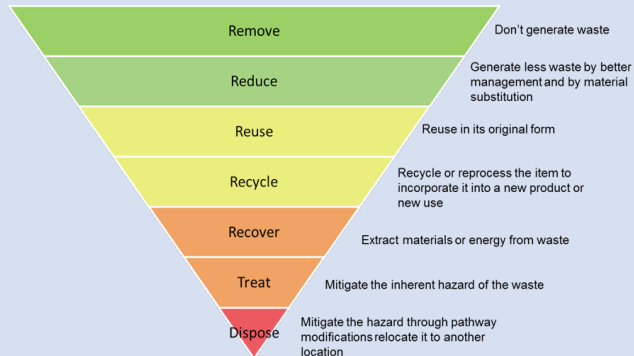 Remove
Don't generate waste
Reduce
Generate less waste by better
management and by material
substitution
Reuse
Reuse in its original form
Recycle
Recycle or reprocess the item to
incorporate it into a new product or
new use
Recover
Extract materials or energy from waste
Treat
Mitigate the inherent hazard of the waste
Dispose
Mitigate the hazard through pathway
modifications relocate it to another
location